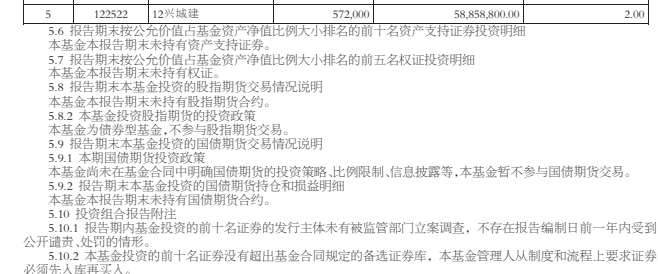 5 122522 12兴城建 572,000 58,858,800.00 2.00
5.6 报告期末按公允价值占基金资产净值比例大小排名的前十名资产支持证券投资明细
本基金本报告期末未持有资产支持证券。
5.7 报告期末按公允价值占基金资产净值比例大小排名的前五名权证投资明细
本基金本报告期末未持有权证。
5.8 报告期末本基金投资的股指期货交易情况说明
本基金本报告期末未持有股指期货合约。
5.8.2 本基金投资股指期货的投资政策
本基金为债券型基金,不参与股指期货交易。
5.9 报告期末本基金投资的国债期货交易情况说明
5.9.1 本期国债期货投资政策
本基金尚未在基金合同中明确国债期货的投资策略、比例限制、信息披露等,本基金暂不参与国债期货交易。
5.9.2 报告期末本基金投资的国债期货持仓和损益明细
本基金本报告期末未持有国债期货合约。
5.10 投资组合报告附注
5.10.1 报告期内基金投资的前十名证券的发行主体未有被监管部门立案调查，不存在报告编制日前一年内受到
公开谴责、处罚的情形。
5.10.2 本基金投资的前十名证券没有超出基金合同规定的备选证券库，本基金管理人从制度和流程上要求证券
必须先入库再买入。